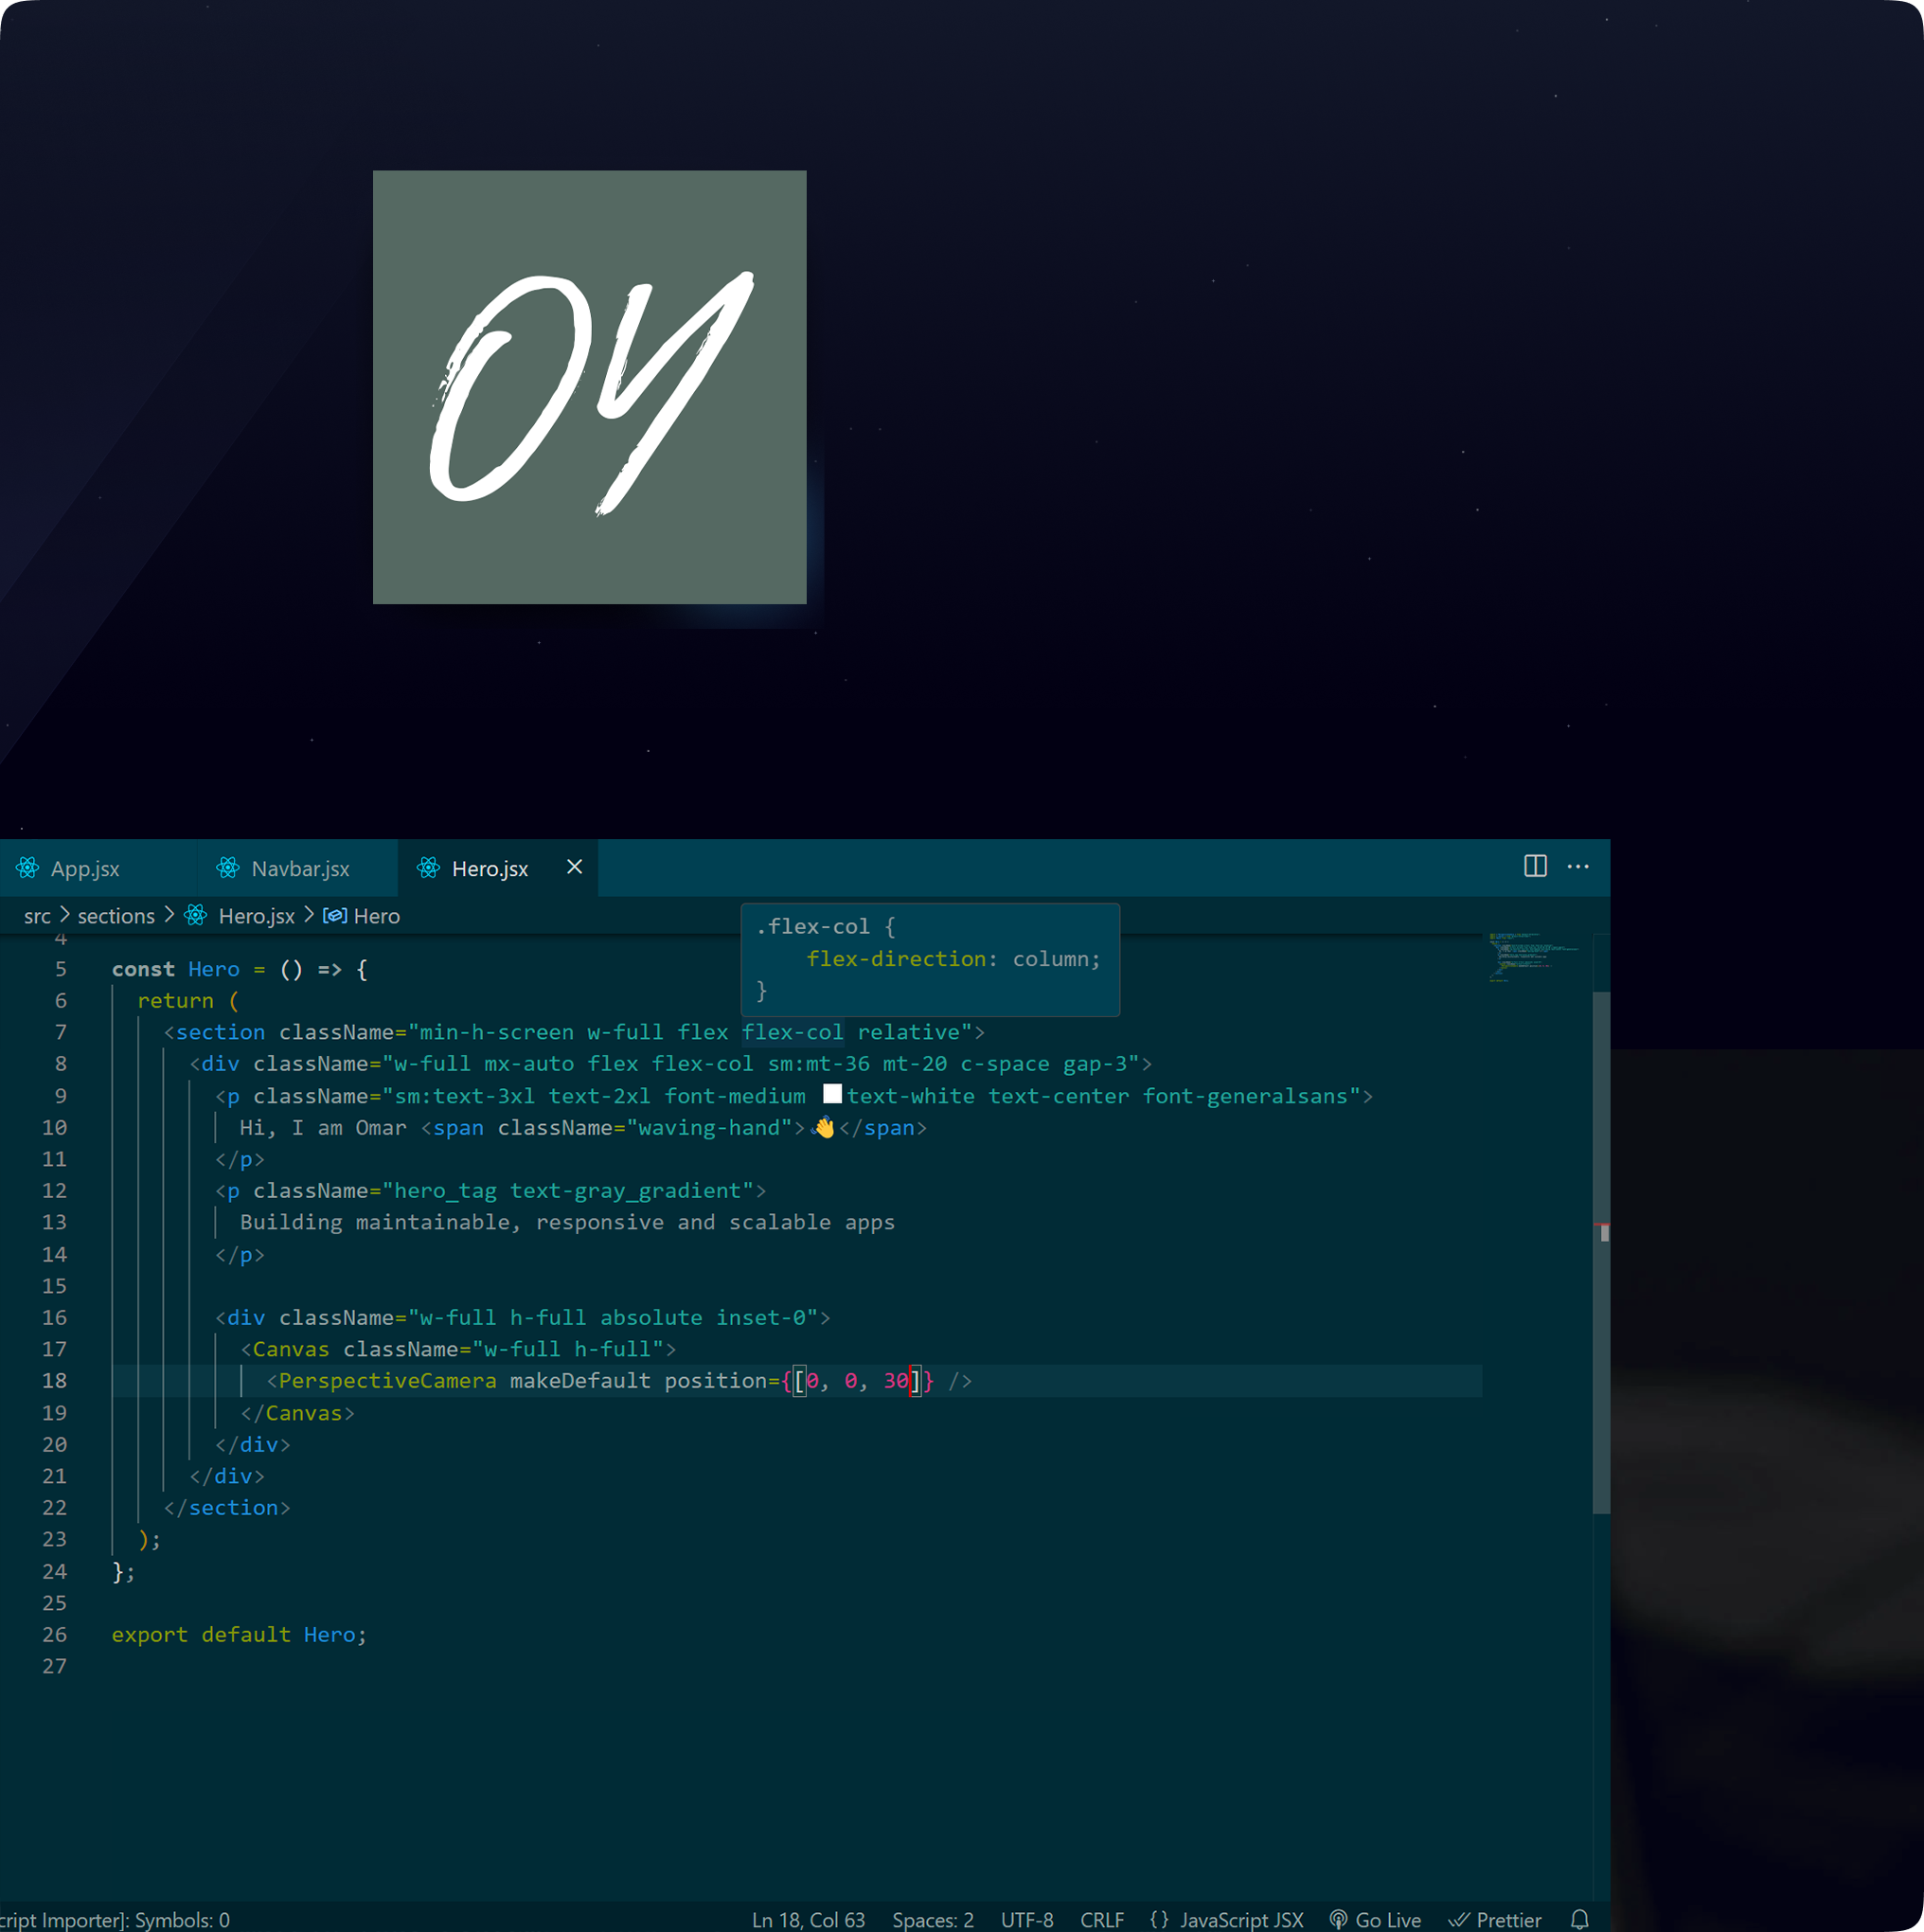 OY
App.jsx Navbar.jsx Hero.jsx
src > sections > Hero.jsx > Hero
.flex-col {
flex-direction: column;
}
4
5 const Hero = () => {
6 return (
7 <section className="min-h-screen w-full flex flex-col relative">
8 <div className="w-full mx-auto flex flex-col sm:mt-36 mt-20 c-space gap-3">
9 <p className="sm:text-3xl text-2xl font-medium text-white text-center font-generalsans">
10 Hi, I am Omar <span className="waving-hand">👋</span>
11 </p>
12 <p className="hero_tag text-gray_gradient">
13 Building maintainable, responsive and scalable apps
14 </p>
15
16 <div className="w-full h-full absolute inset-0">
17 <Canvas className="w-full h-full">
18 <PerspectiveCamera makeDefault position={[0, 0, 30]} />
19 </Canvas>
20 </div>
21 </div>
22 </section>
23 );
24 };
25
26 export default Hero;
27
cript Importer]: Symbols: 0 Ln 18, Col 63 Spaces: 2 UTF-8 CRLF {} JavaScript JSX Go Live Prettier